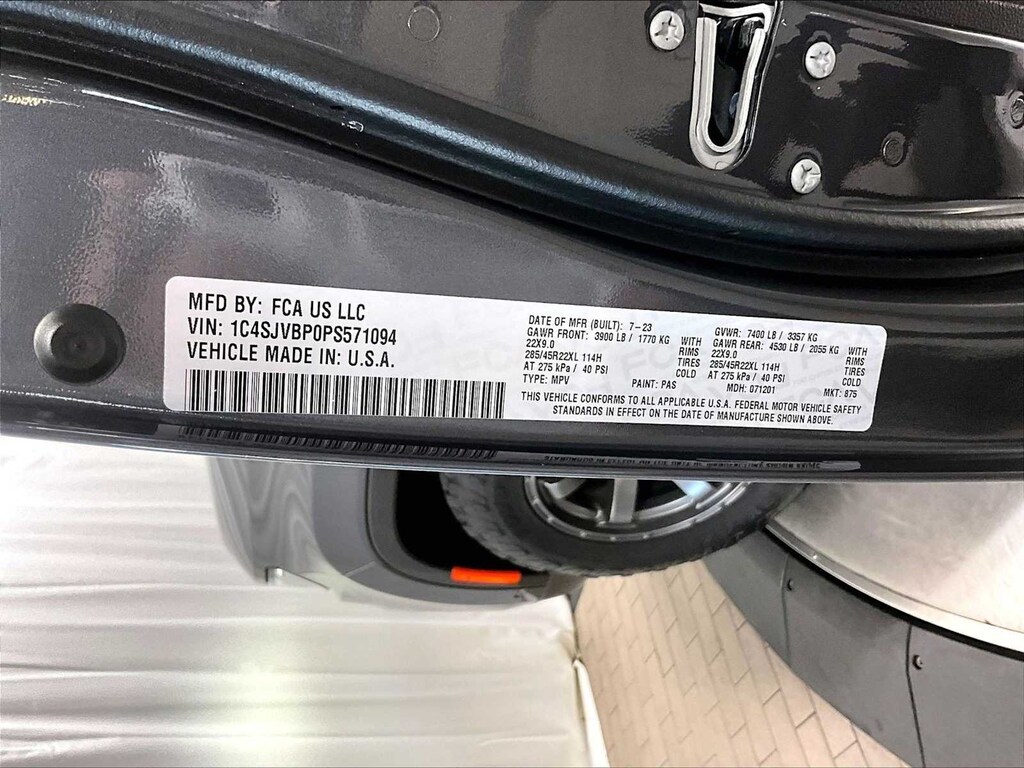 MFD BY: FCA US LLC
VIN: 1C4SJVBP0PS571094
VEHICLE MADE IN: U.S.A.
DATE OF MFR (BUILT): 7-23
GAWR FRONT: 3900 LB / 1770 KG WITH
22X9.0 RIMS
285/45R22XL 114H TIRES
AT 275 kPa / 40 PSI COLD
TYPE: MPV
PAINT: PAS
GVWR: 7400 LB / 3357 KG
GAWR REAR: 4530 LB / 2055 KG WITH
22X9.0 RIMS
285/45R22XL 114H TIRES
AT 275 kPa / 40 PSI COLD
MDH: 071201
MKT: 875
THIS VEHICLE CONFORMS TO ALL APPLICABLE U.S.A. FEDERAL MOTOR VEHICLE SAFETY
STANDARDS IN EFFECT ON THE DATE OF MANUFACTURE SHOWN ABOVE.